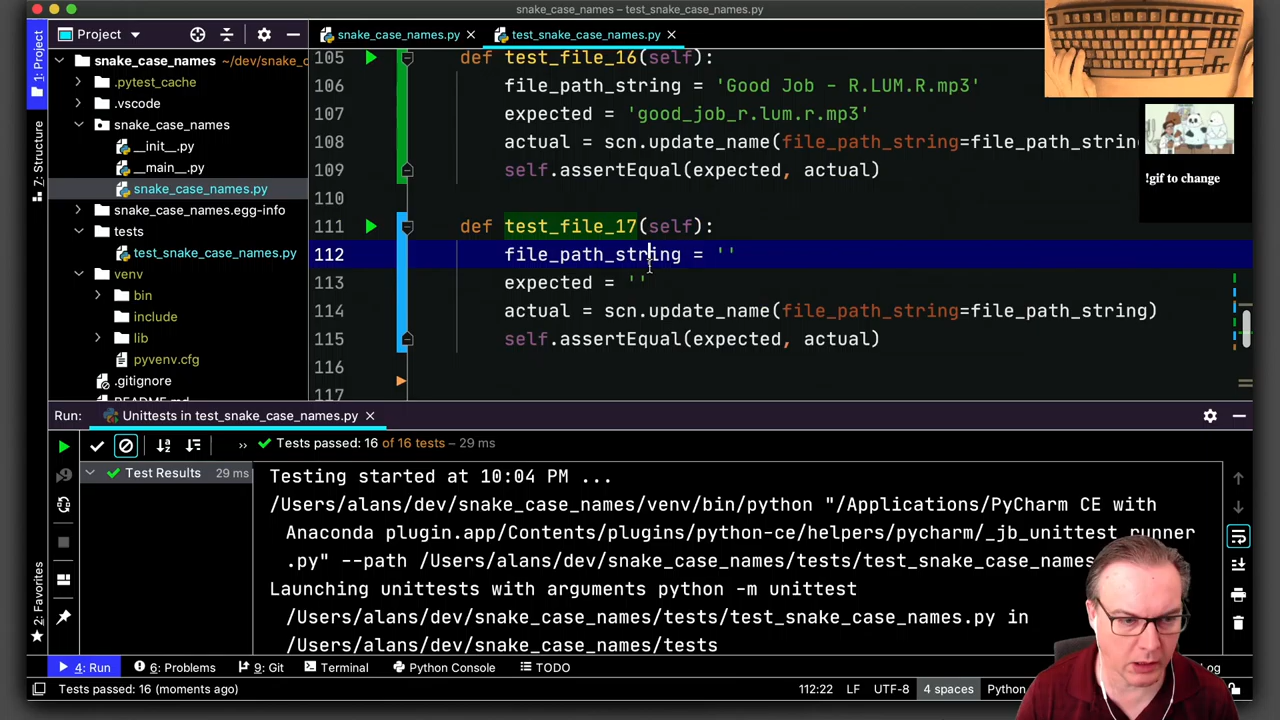 snake_case_names – test_snake_case_names.py
Project
snake_case_names.py
test_snake_case_names.py
1: Project
7: Structure
2: Favorites
snake_case_names ~/dev/snake_c
.pytest_cache
.vscode
snake_case_names
__init__.py
__main__.py
snake_case_names.py
snake_case_names.egg-info
tests
test_snake_case_names.py
venv
bin
include
lib
pyvenv.cfg
.gitignore
README.md
105 def test_file_16(self):
106 file_path_string = 'Good Job – R.LUM.R.mp3'
107 expected = 'good_job_r.lum.r.mp3'
108 actual = scn.update_name(file_path_string=file_path_string
109 self.assertEqual(expected, actual)
110
111 def test_file_17(self):
112 file_path_string = ''
113 expected = ''
114 actual = scn.update_name(file_path_string=file_path_string)
115 self.assertEqual(expected, actual)
116
117
!gif to change
Run: Unittests in test_snake_case_names.py
Tests passed: 16 of 16 tests – 29 ms
Test Results 29 ms
Testing started at 10:04 PM ...
/Users/alans/dev/snake_case_names/venv/bin/python "/Applications/PyCharm CE with
Anaconda plugin.app/Contents/plugins/python-ce/helpers/pycharm/_jb_unittest_runner
.py" --path /Users/alans/dev/snake_case_names/tests/test_snake_case_names
Launching unittests with arguments python -m unittest
/Users/alans/dev/snake_case_names/tests/test_snake_case_names.py in
/Users/alans/dev/snake_case_names/tests
4: Run 6: Problems 9: Git Terminal Python Console TODO
Tests passed: 16 (moments ago) 112:22 LF UTF-8 4 spaces Python